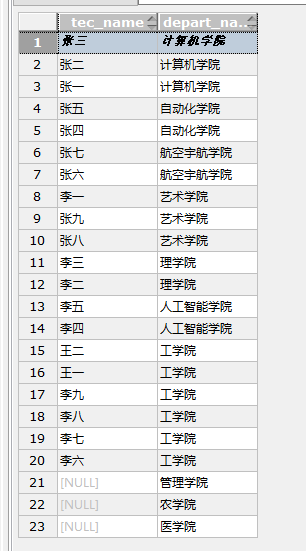 tec_name depart_na..
1 张三 计算机学院
2 张二 计算机学院
3 张一 计算机学院
4 张五 自动化学院
5 张四 自动化学院
6 张七 航空宇航学院
7 张六 航空宇航学院
8 李一 艺术学院
9 张九 艺术学院
10 张八 艺术学院
11 李三 理学院
12 李二 理学院
13 李五 人工智能学院
14 李四 人工智能学院
15 王二 工学院
16 王一 工学院
17 李九 工学院
18 李八 工学院
19 李七 工学院
20 李六 工学院
21 [NULL] 管理学院
22 [NULL] 农学院
23 [NULL] 医学院